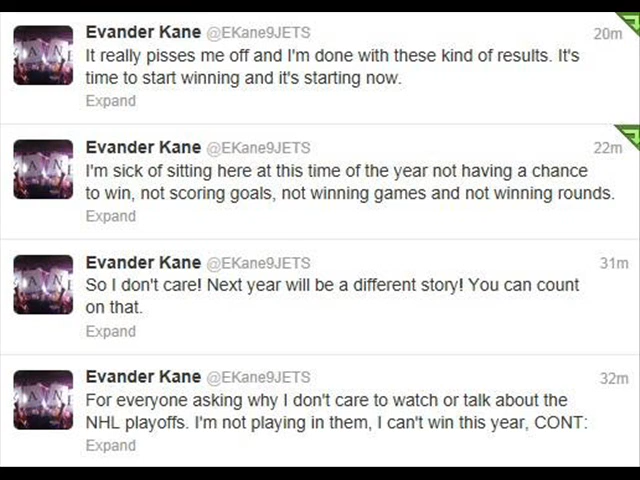 Evander Kane @EKane9JETS 20m
It really pisses me off and I'm done with these kind of results. It's
time to start winning and it's starting now.
Expand
Evander Kane @EKane9JETS 22m
I'm sick of sitting here at this time of the year not having a chance
to win, not scoring goals, not winning games and not winning rounds.
Expand
Evander Kane @EKane9JETS 31m
So I don't care! Next year will be a different story! You can count
on that.
Expand
Evander Kane @EKane9JETS 32m
For everyone asking why I don't care to watch or talk about the
NHL playoffs. I'm not playing in them, I can't win this year, CONT:
Expand